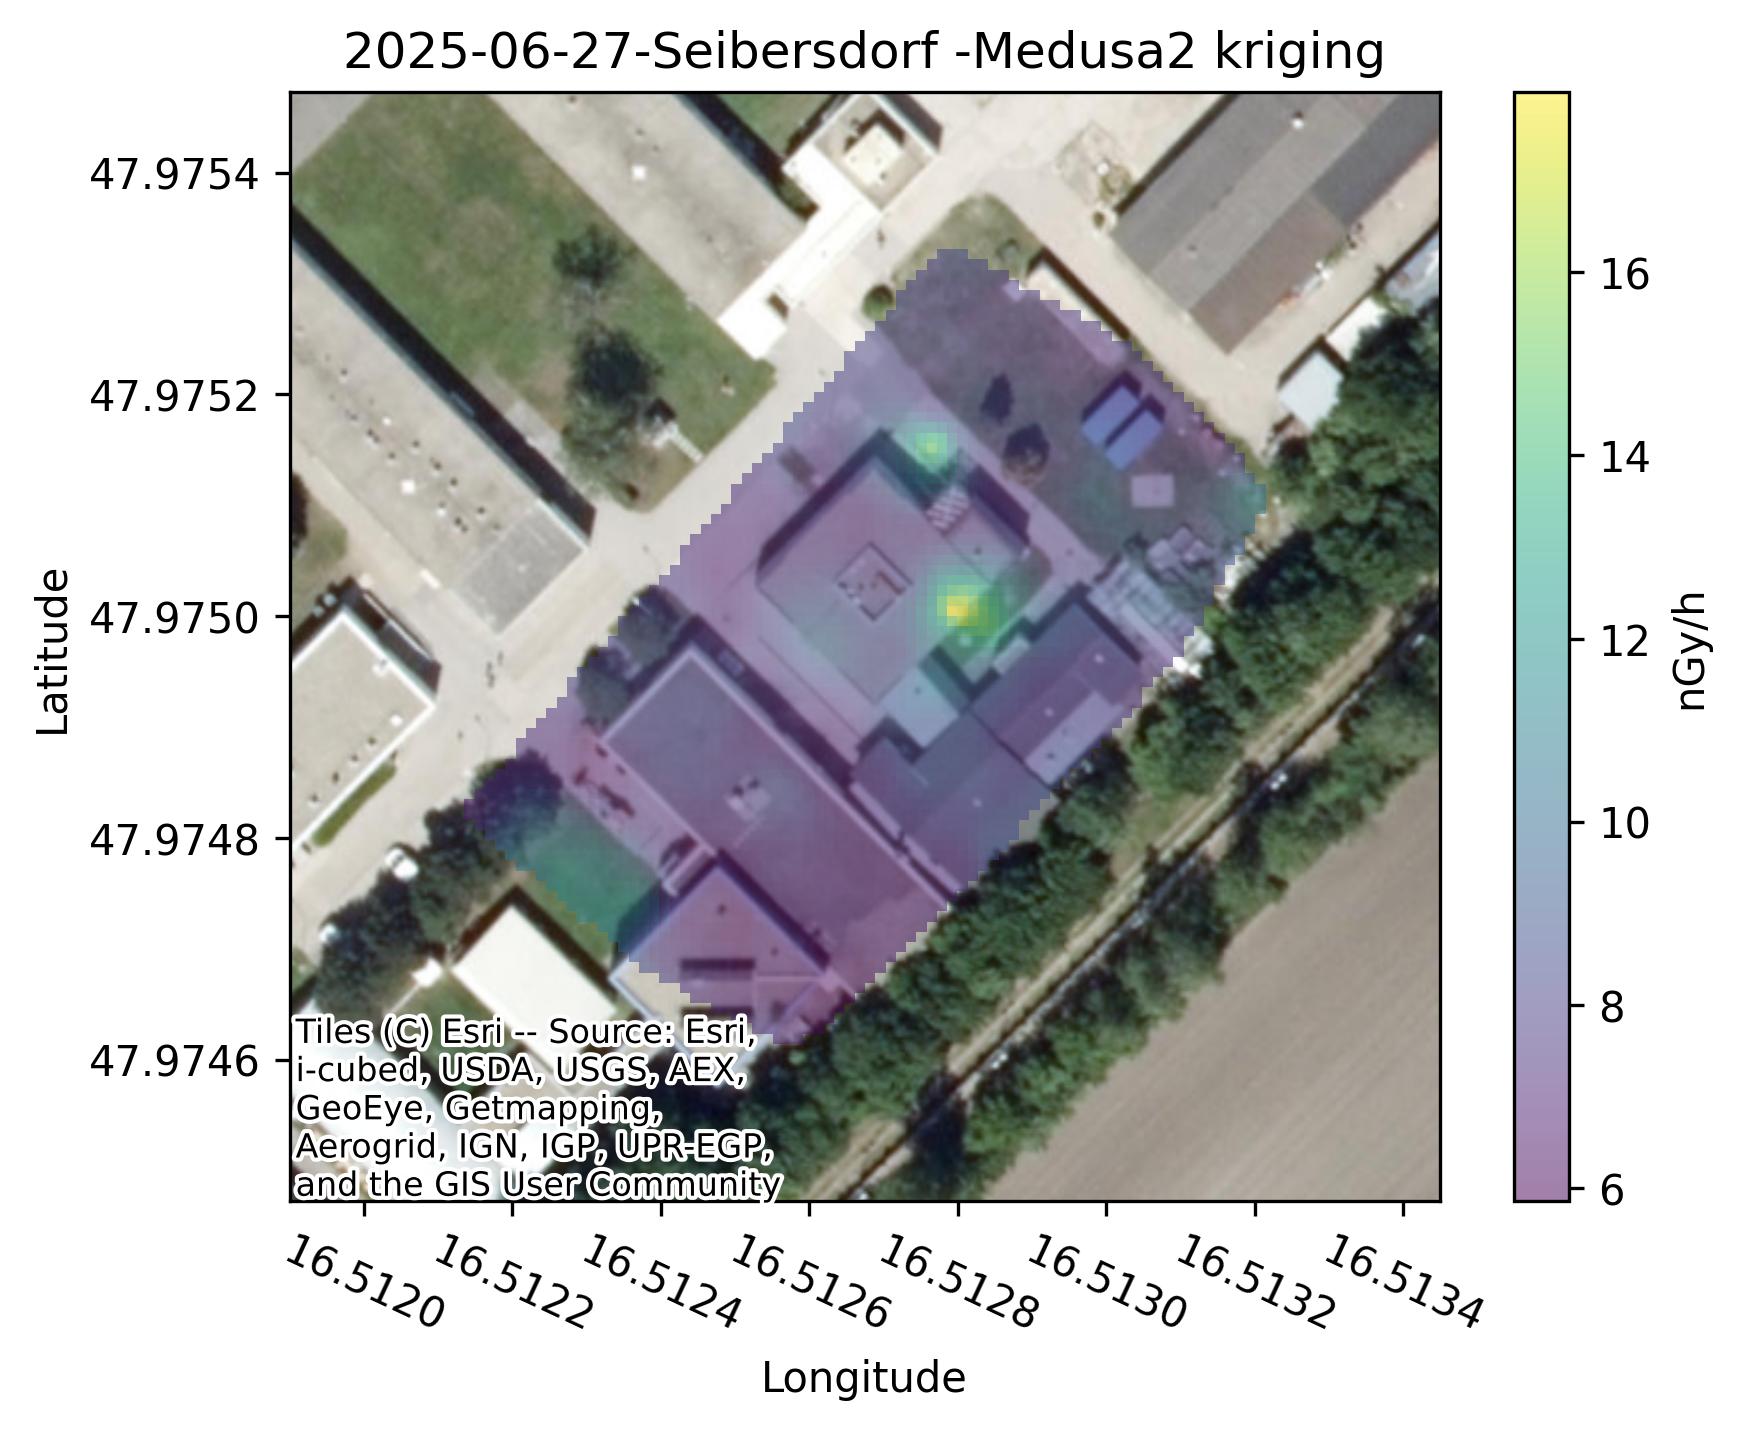 2025-06-27-Seibersdorf -Medusa2 kriging
47.9754
47.9752
47.9750
47.9748
47.9746
Latitude
Tiles (C) Esri -- Source: Esri,
i-cubed, USDA, USGS, AEX,
GeoEye, Getmapping,
Aerogrid, IGN, IGP, UPR-EGP,
and the GIS User Community
16.5120
16.5122
16.5124
16.5126
16.5128
16.5130
16.5132
16.5134
Longitude
16
14
12
10
8
6
nGy/h